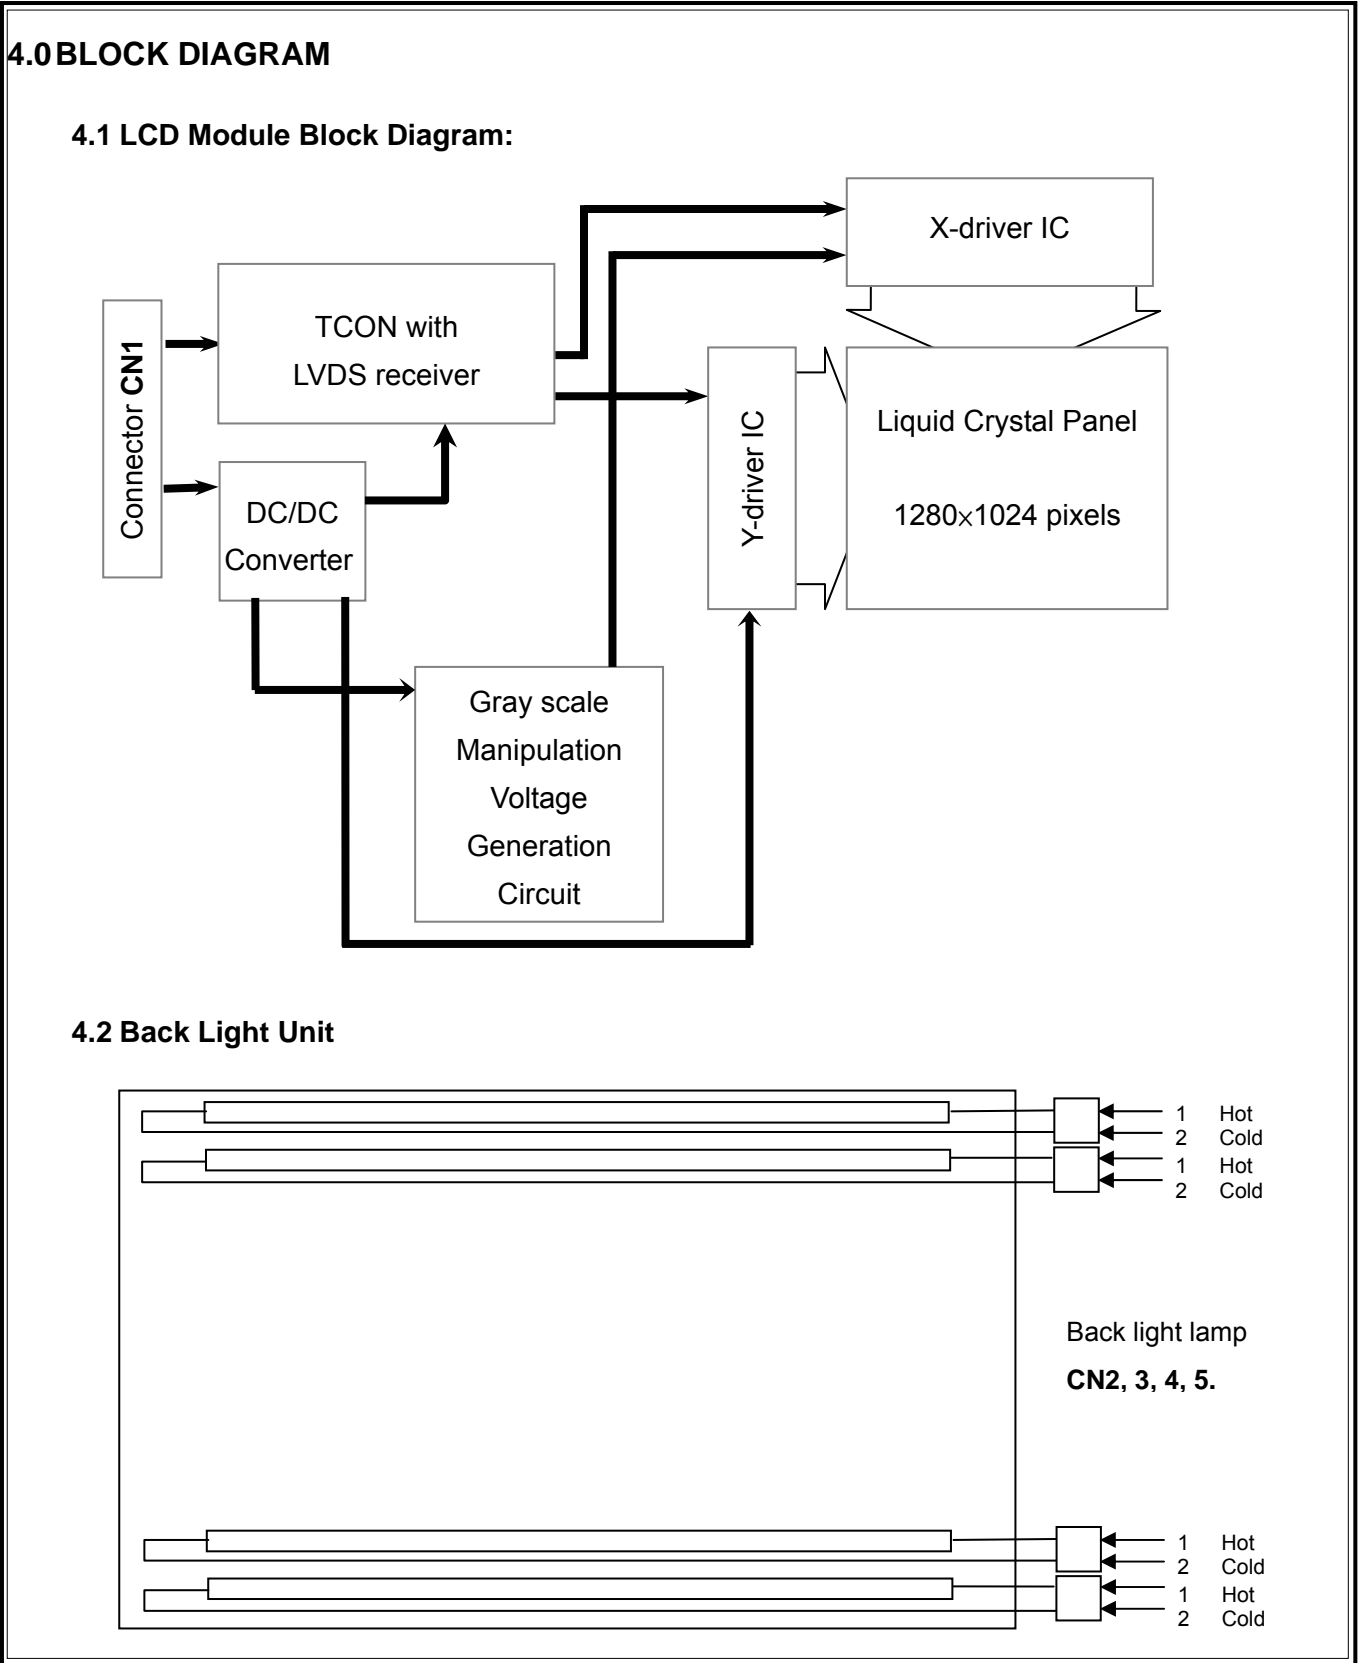 4.0 BLOCK DIAGRAM
4.1 LCD Module Block Diagram:
X-driver IC
TCON with
LVDS receiver
Connector CN1
DC/DC
Converter
Y-driver IC
Liquid Crystal Panel
1280×1024 pixels
Gray scale
Manipulation
Voltage
Generation
Circuit
4.2 Back Light Unit
1 Hot
2 Cold
1 Hot
2 Cold
Back light lamp
CN2, 3, 4, 5.
1 Hot
2 Cold
1 Hot
2 Cold